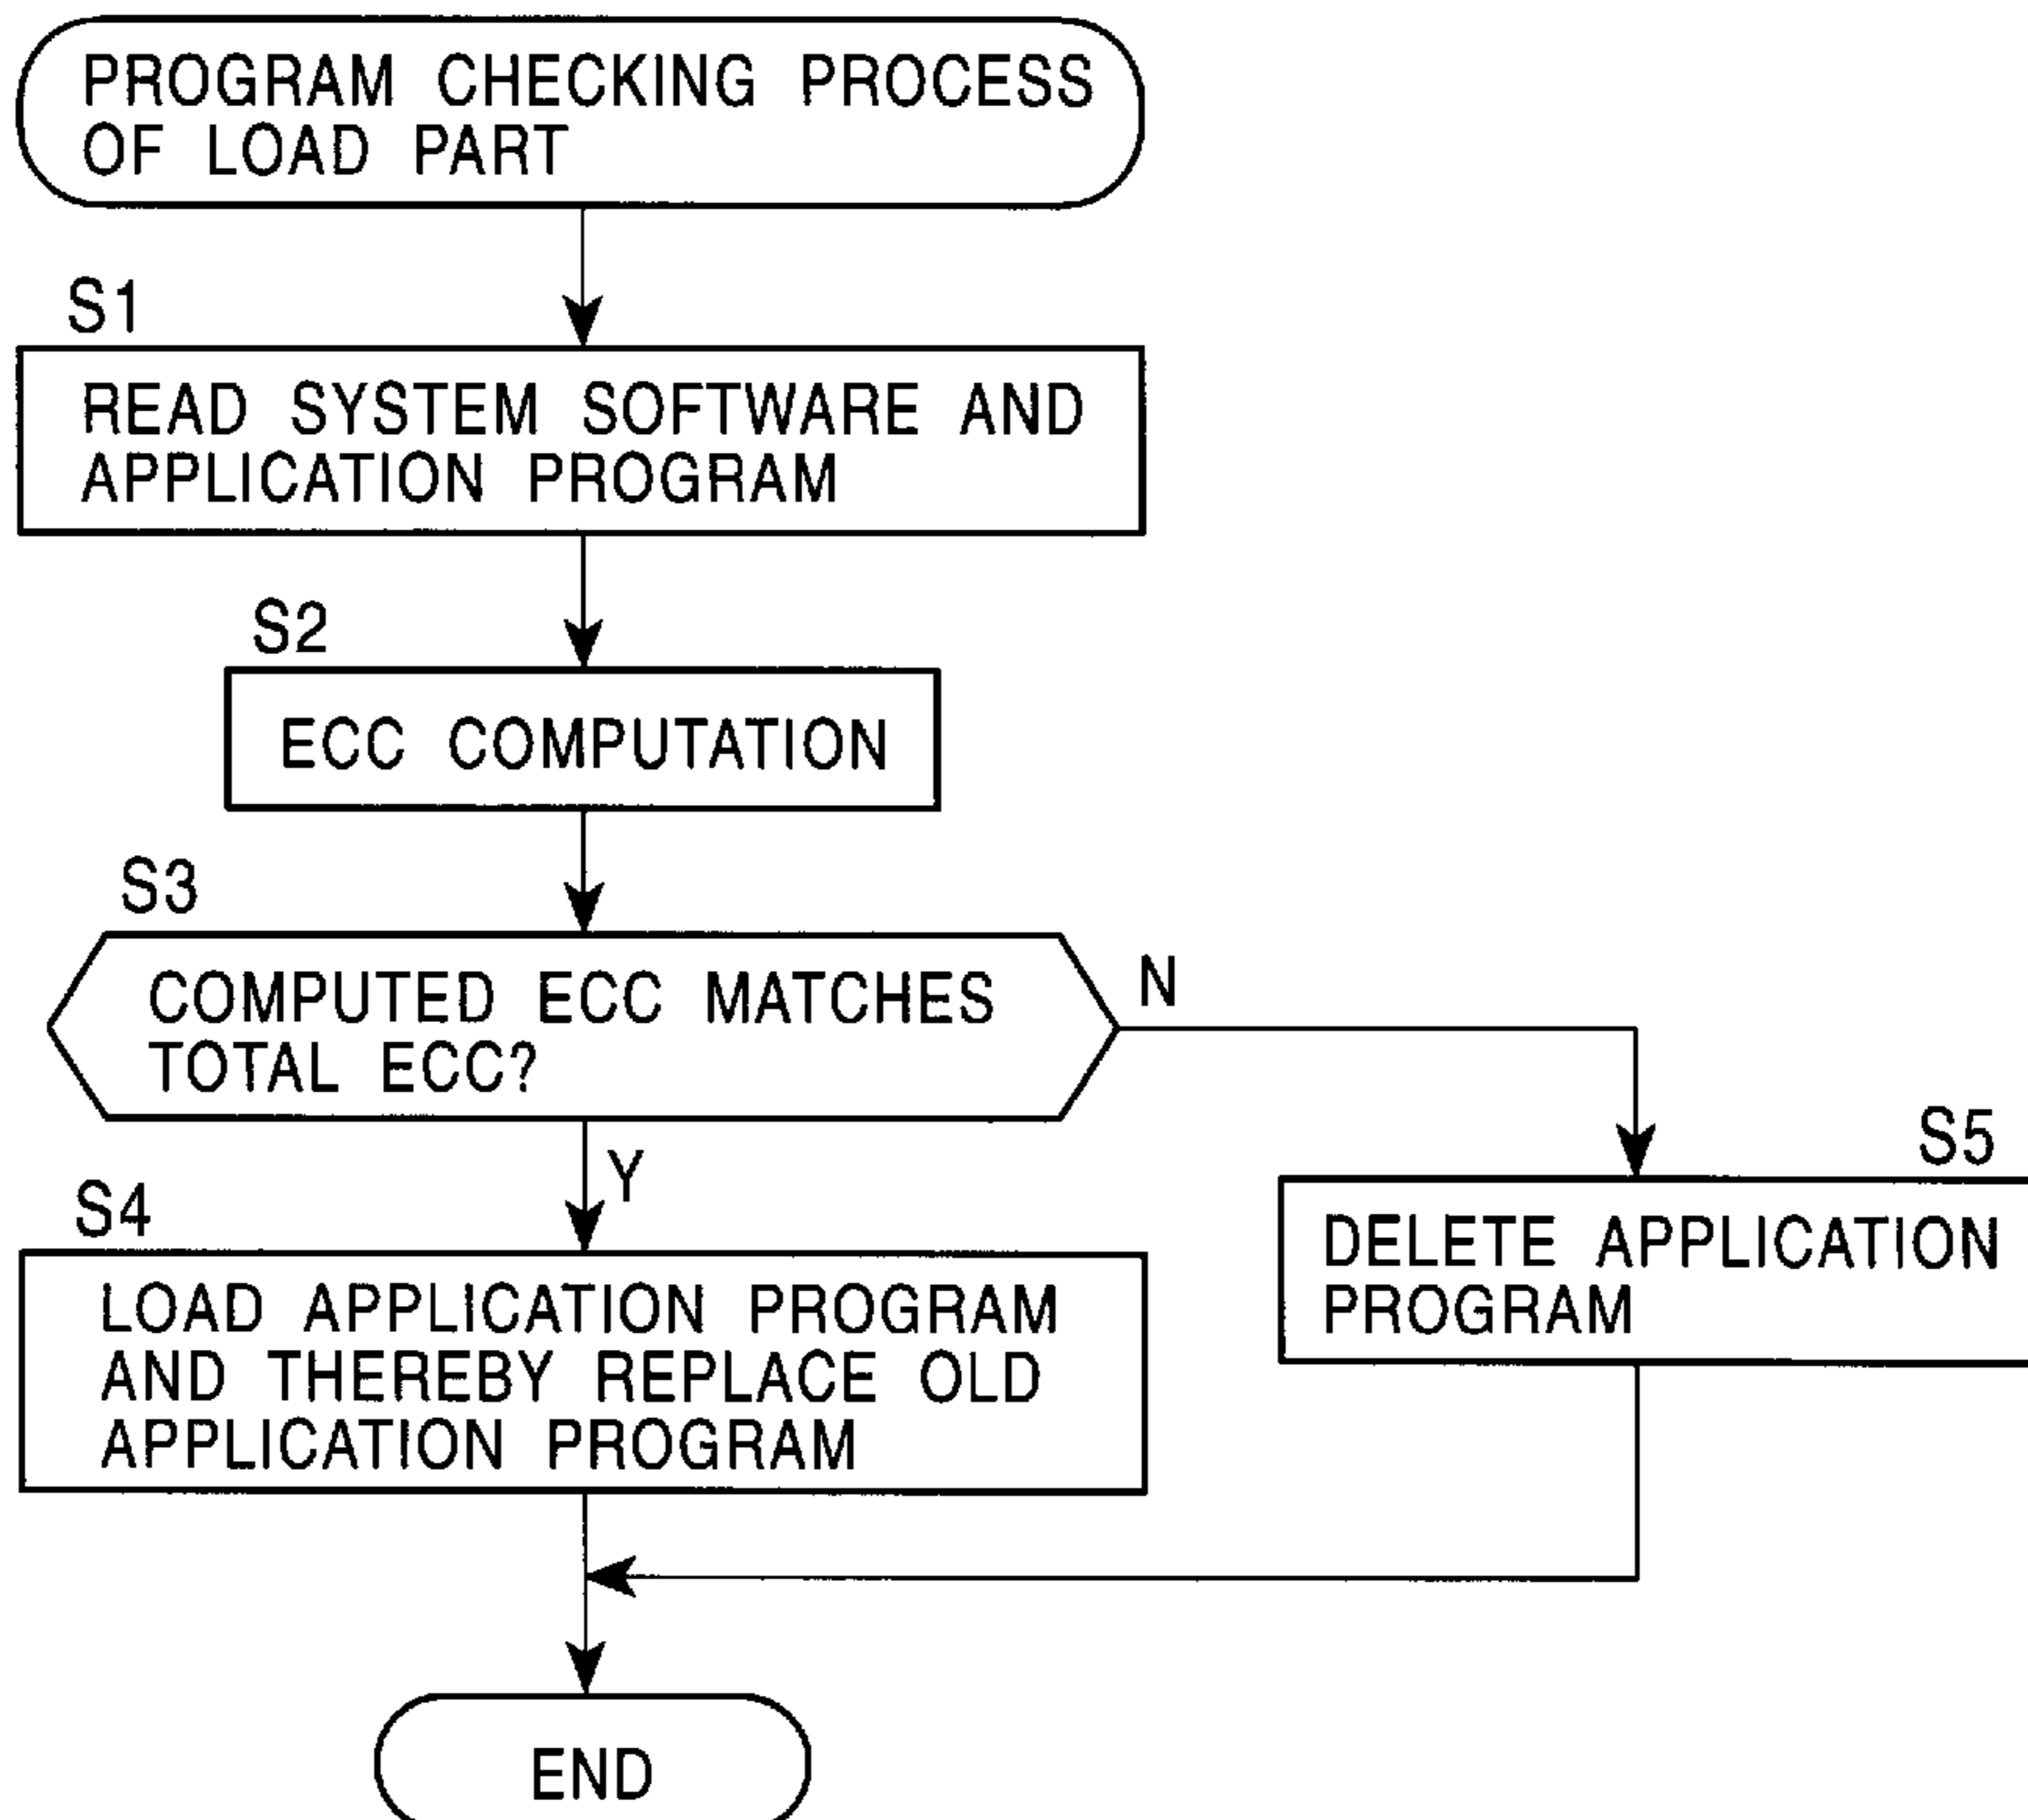 PROGRAM CHECKING PROCESS
OF LOAD PART
S1
READ SYSTEM SOFTWARE AND
APPLICATION PROGRAM
S2
ECC COMPUTATION
S3
COMPUTED ECC MATCHES
TOTAL ECC?
N
Y
S4
LOAD APPLICATION PROGRAM
AND THEREBY REPLACE OLD
APPLICATION PROGRAM
S5
DELETE APPLICATION
PROGRAM
END